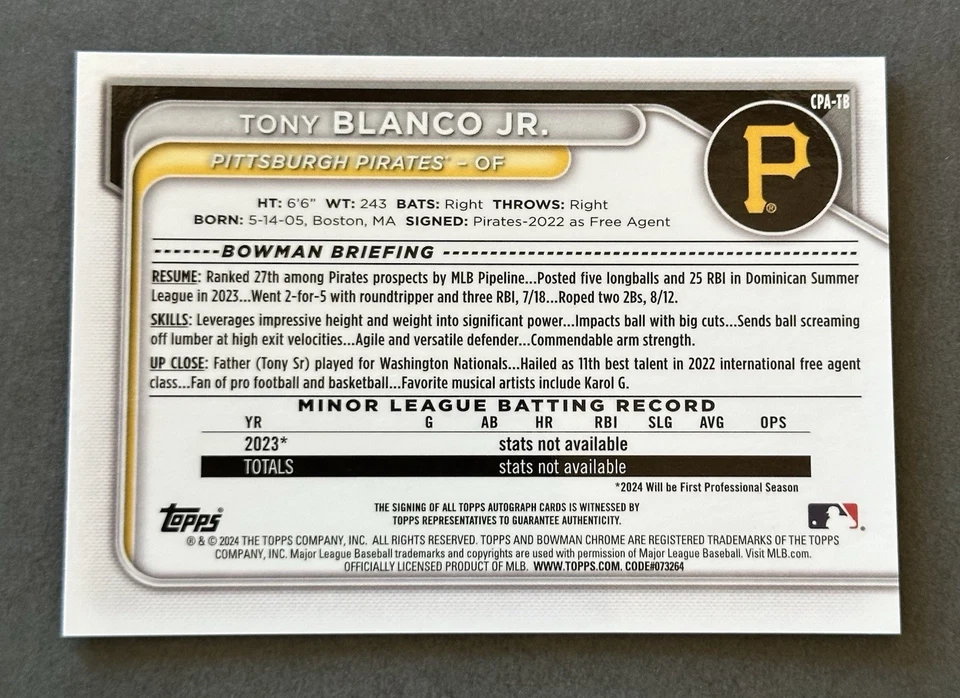 CPA-TB
TONY BLANCO JR.
PITTSBURGH PIRATES® – OF
P®
HT: 6'6" WT: 243 BATS: Right THROWS: Right
BORN: 5-14-05, Boston, MA SIGNED: Pirates-2022 as Free Agent
BOWMAN BRIEFING
RESUME: Ranked 27th among Pirates prospects by MLB Pipeline...Posted five longballs and 25 RBI in Dominican Summer
League in 2023...Went 2-for-5 with roundtripper and three RBI, 7/18...Roped two 2Bs, 8/12.
SKILLS: Leverages impressive height and weight into significant power...Impacts ball with big cuts...Sends ball screaming
off lumber at high exit velocities...Agile and versatile defender...Commendable arm strength.
UP CLOSE: Father (Tony Sr) played for Washington Nationals...Hailed as 11th best talent in 2022 international free agent
class...Fan of pro football and basketball...Favorite musical artists include Karol G.
MINOR LEAGUE BATTING RECORD
YR G AB HR RBI SLG AVG OPS
2023* stats not available
TOTALS stats not available
*2024 Will be First Professional Season
THE SIGNING OF ALL TOPPS AUTOGRAPH CARDS IS WITNESSED BY
TOPPS REPRESENTATIVES TO GUARANTEE AUTHENTICITY.
Topps®
® & © 2024 THE TOPPS COMPANY, INC. ALL RIGHTS RESERVED. TOPPS AND BOWMAN CHROME ARE REGISTERED TRADEMARKS OF THE TOPPS
COMPANY, INC. Major League Baseball trademarks and copyrights are used with permission of Major League Baseball. Visit MLB.com.
OFFICIALLY LICENSED PRODUCT OF MLB. WWW.TOPPS.COM. CODE#073264